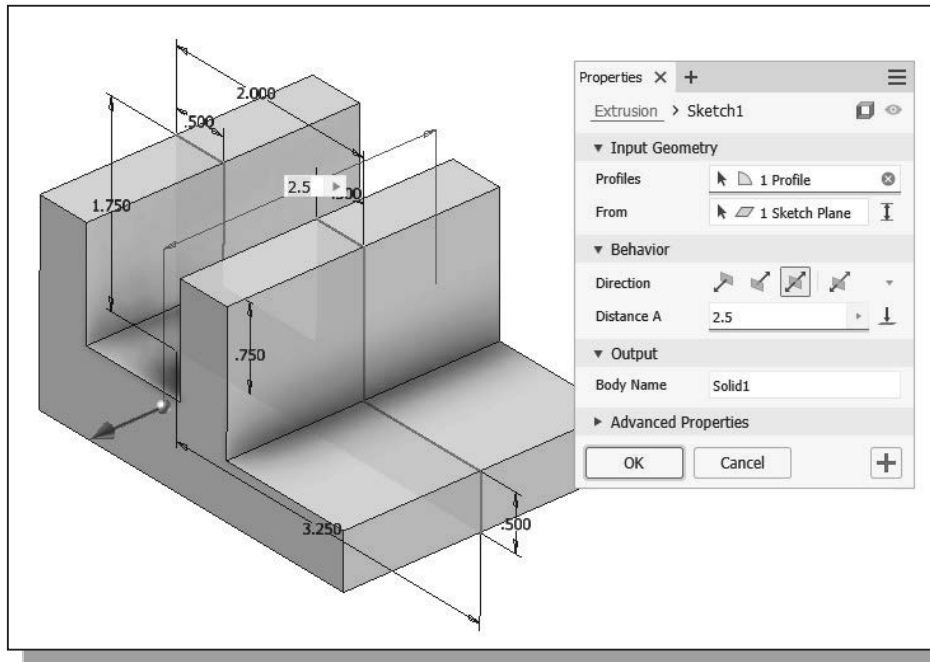 2.000
.500
2.5
.500
1.750
.750
3.250
.500
Properties
Extrusion > Sketch1
Input Geometry
Profiles 1 Profile
From 1 Sketch Plane
Behavior
Direction
Distance A 2.5
Output
Body Name Solid1
Advanced Properties
OK Cancel